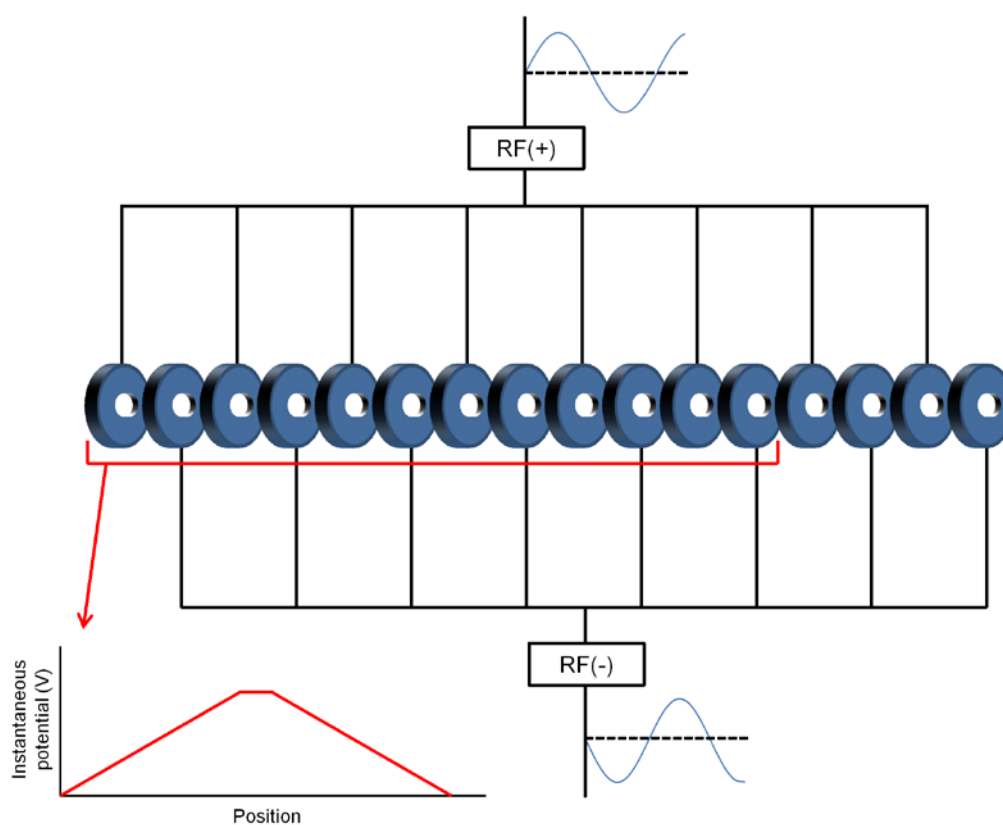 RF(+)
RF(-)
Instantaneous
potential (V)
Position